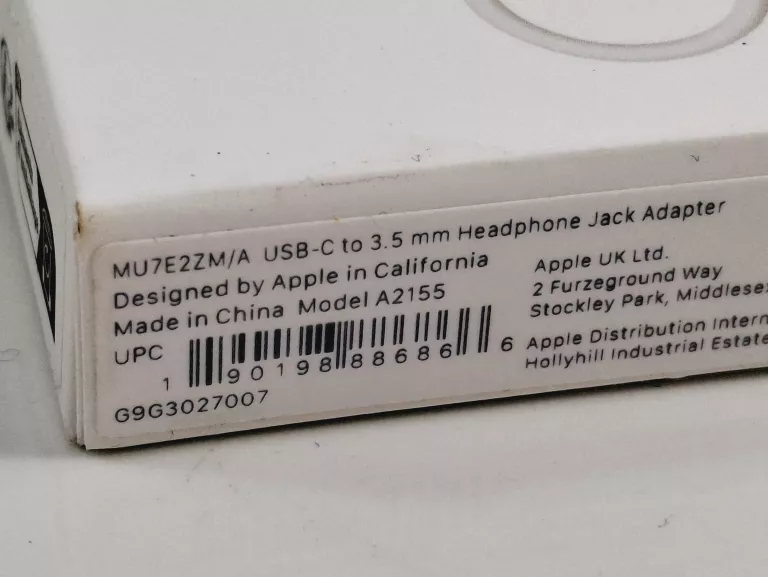 MU7E2ZM/A USB-C to 3.5 mm Headphone Jack Adapter
Designed by Apple in California
Made in China Model A2155
UPC
1 90198 88686 6
G9G3027007
Apple UK Ltd.
2 Furzeground Way
Stockley Park,
Apple Distribution
Hollyhill Industrial Estate